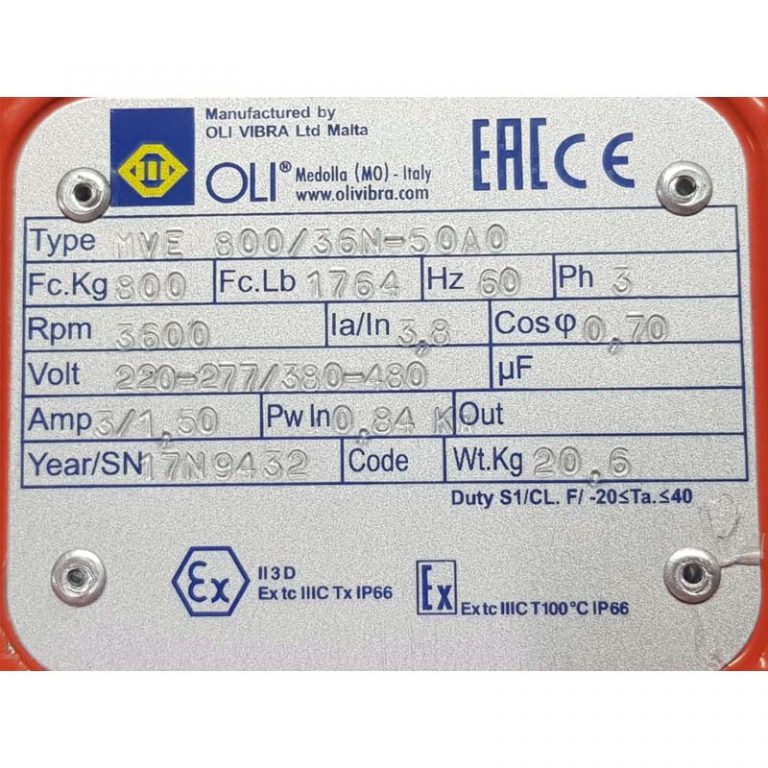 Manufactured by
OLI VIBRA Ltd Malta
OLI® Medolla (MO) - Italy
www.olivibra.com
EAC CE
Type MVE 800/36N-50A0
Fc.Kg 800 Fc.Lb 1764 Hz 60 Ph 3
Rpm 3600 Ia/In 3,8 Cosφ 0,70
Volt 220-277/380-480 µF
Amp 3/1,50 Pw In 0,84 K Out
Year/SN 17N9432 Code Wt.Kg 20,6
Duty S1/CL. F/ -20≤Ta.≤40
Ex II 3 D
Ex tc IIIC Tx IP66
Ex Ex tc IIIC T100°C IP66